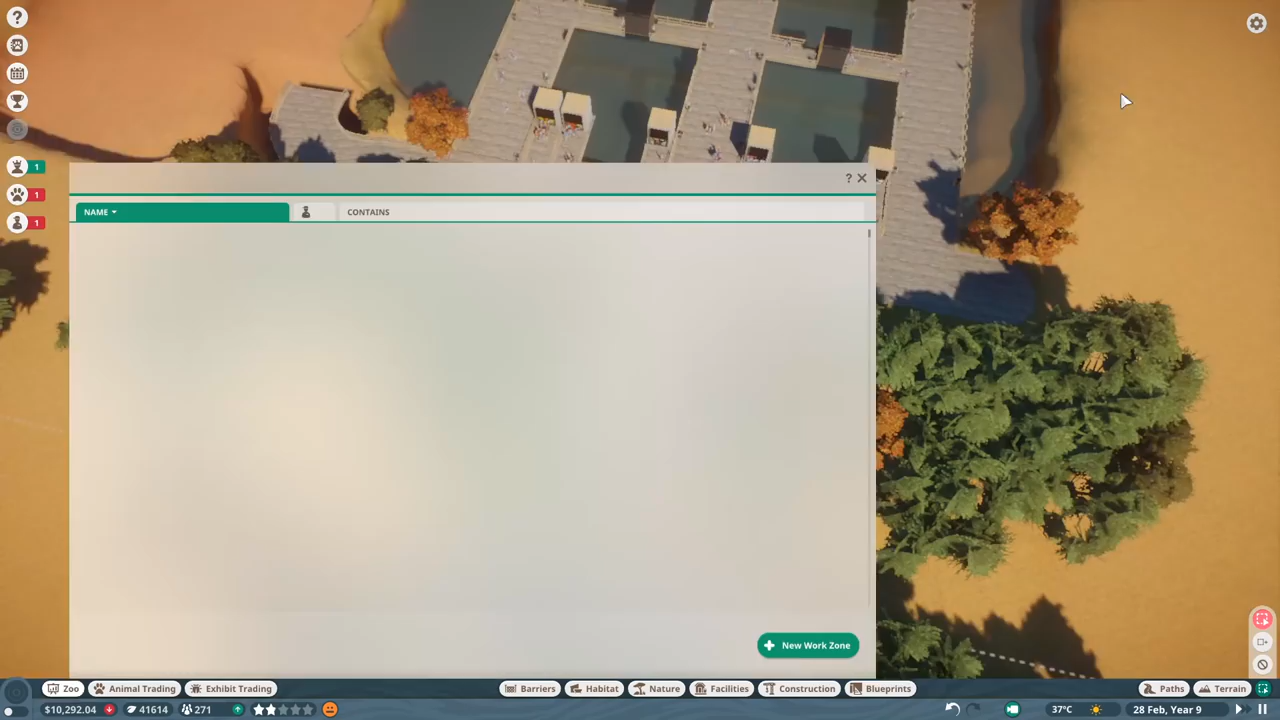 ?
1
1
1
?
NAME
CONTAINS
New Work Zone
Zoo
Animal Trading
Exhibit Trading
Barriers
Habitat
Nature
Facilities
Construction
Blueprints
Paths
Terrain
$10,292.04
41614
271
37°C
28 Feb, Year 9